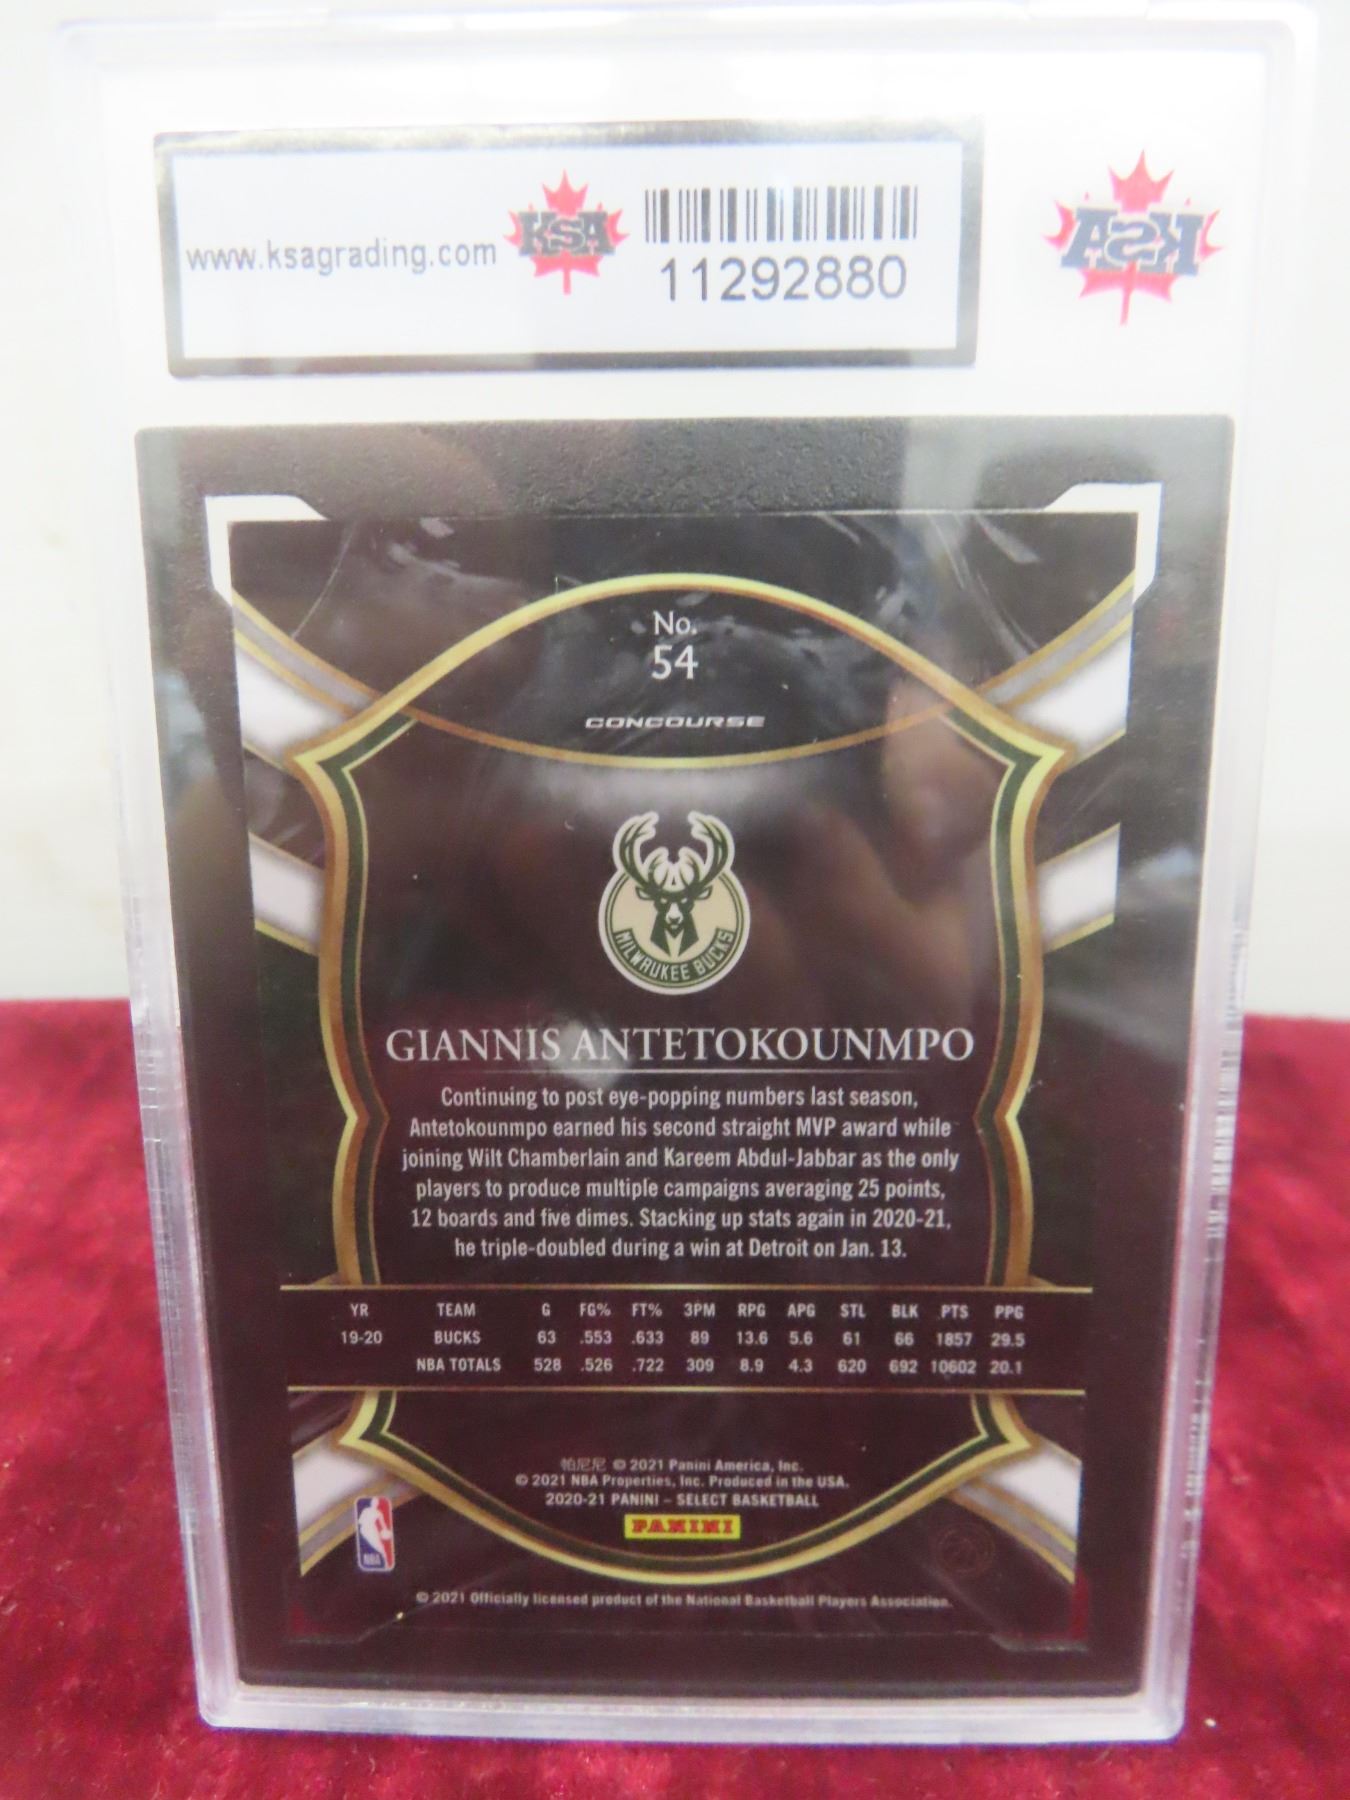 www.ksagrading.com KSA 11292880
KSA
No.
54
CONCOURSE
MILWAUKEE BUCKS
GIANNIS ANTETOKOUNMPO
Continuing to post eye-popping numbers last season,
Antetokounmpo earned his second straight MVP award while
joining Wilt Chamberlain and Kareem Abdul-Jabbar as the only
players to produce multiple campaigns averaging 25 points,
12 boards and five dimes. Stacking up stats again in 2020-21,
he triple-doubled during a win at Detroit on Jan. 13.
YR TEAM G FG% FT% 3PM RPG APG STL BLK PTS PPG
19-20 BUCKS 63 .553 .633 89 13.6 5.6 61 66 1857 29.5
NBA TOTALS 528 .526 .722 309 8.9 4.3 620 692 10602 20.1
帕尼尼 © 2021 Panini America, Inc.
© 2021 NBA Properties, Inc. Produced in the USA.
2020-21 PANINI – SELECT BASKETBALL
PANINI
NBA
© 2021 Officially licensed product of the National Basketball Players Association.